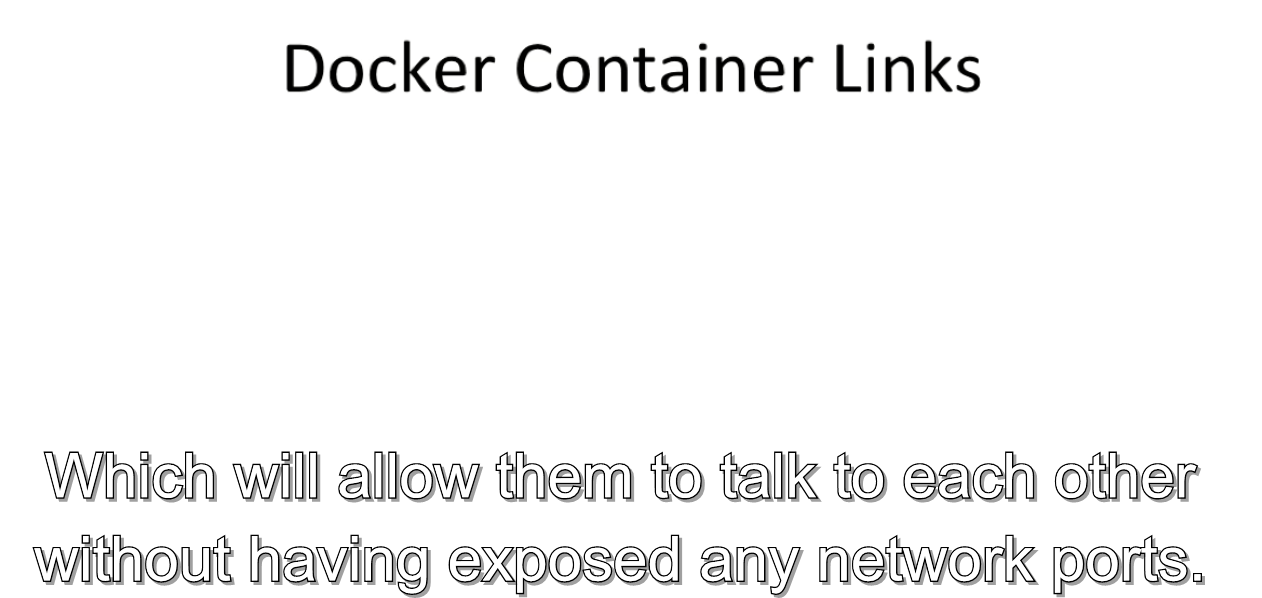 Docker Container Links
Which will allow them to talk to each other
without having exposed any network ports.